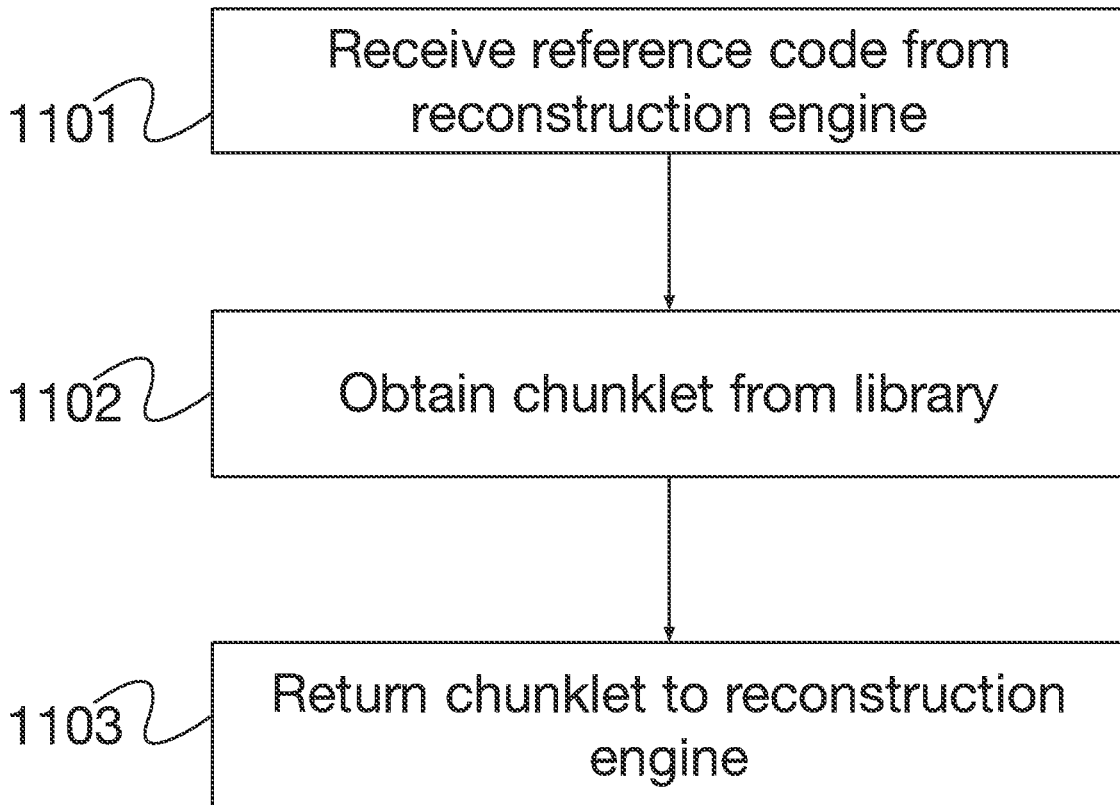 Receive reference code from
reconstruction engine
1101
Obtain chunklet from library
1102
Return chunklet to reconstruction
engine
1103